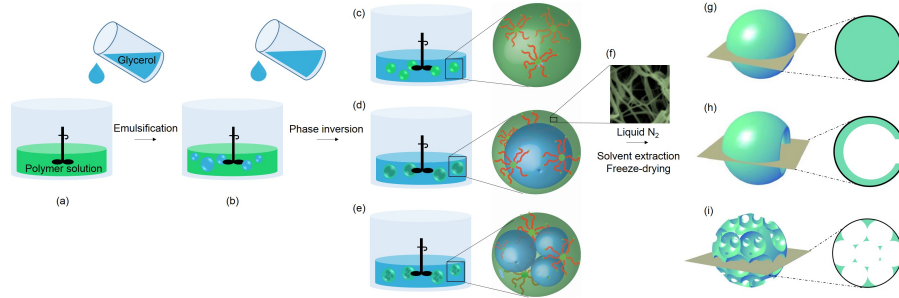 (a)
Glycerol
Polymer solution
Emulsification
(b)
Phase inversion
(c)
(d)
(e)
(f)
Liquid N₂
Solvent extraction
Freeze-drying
(g)
(h)
(i)